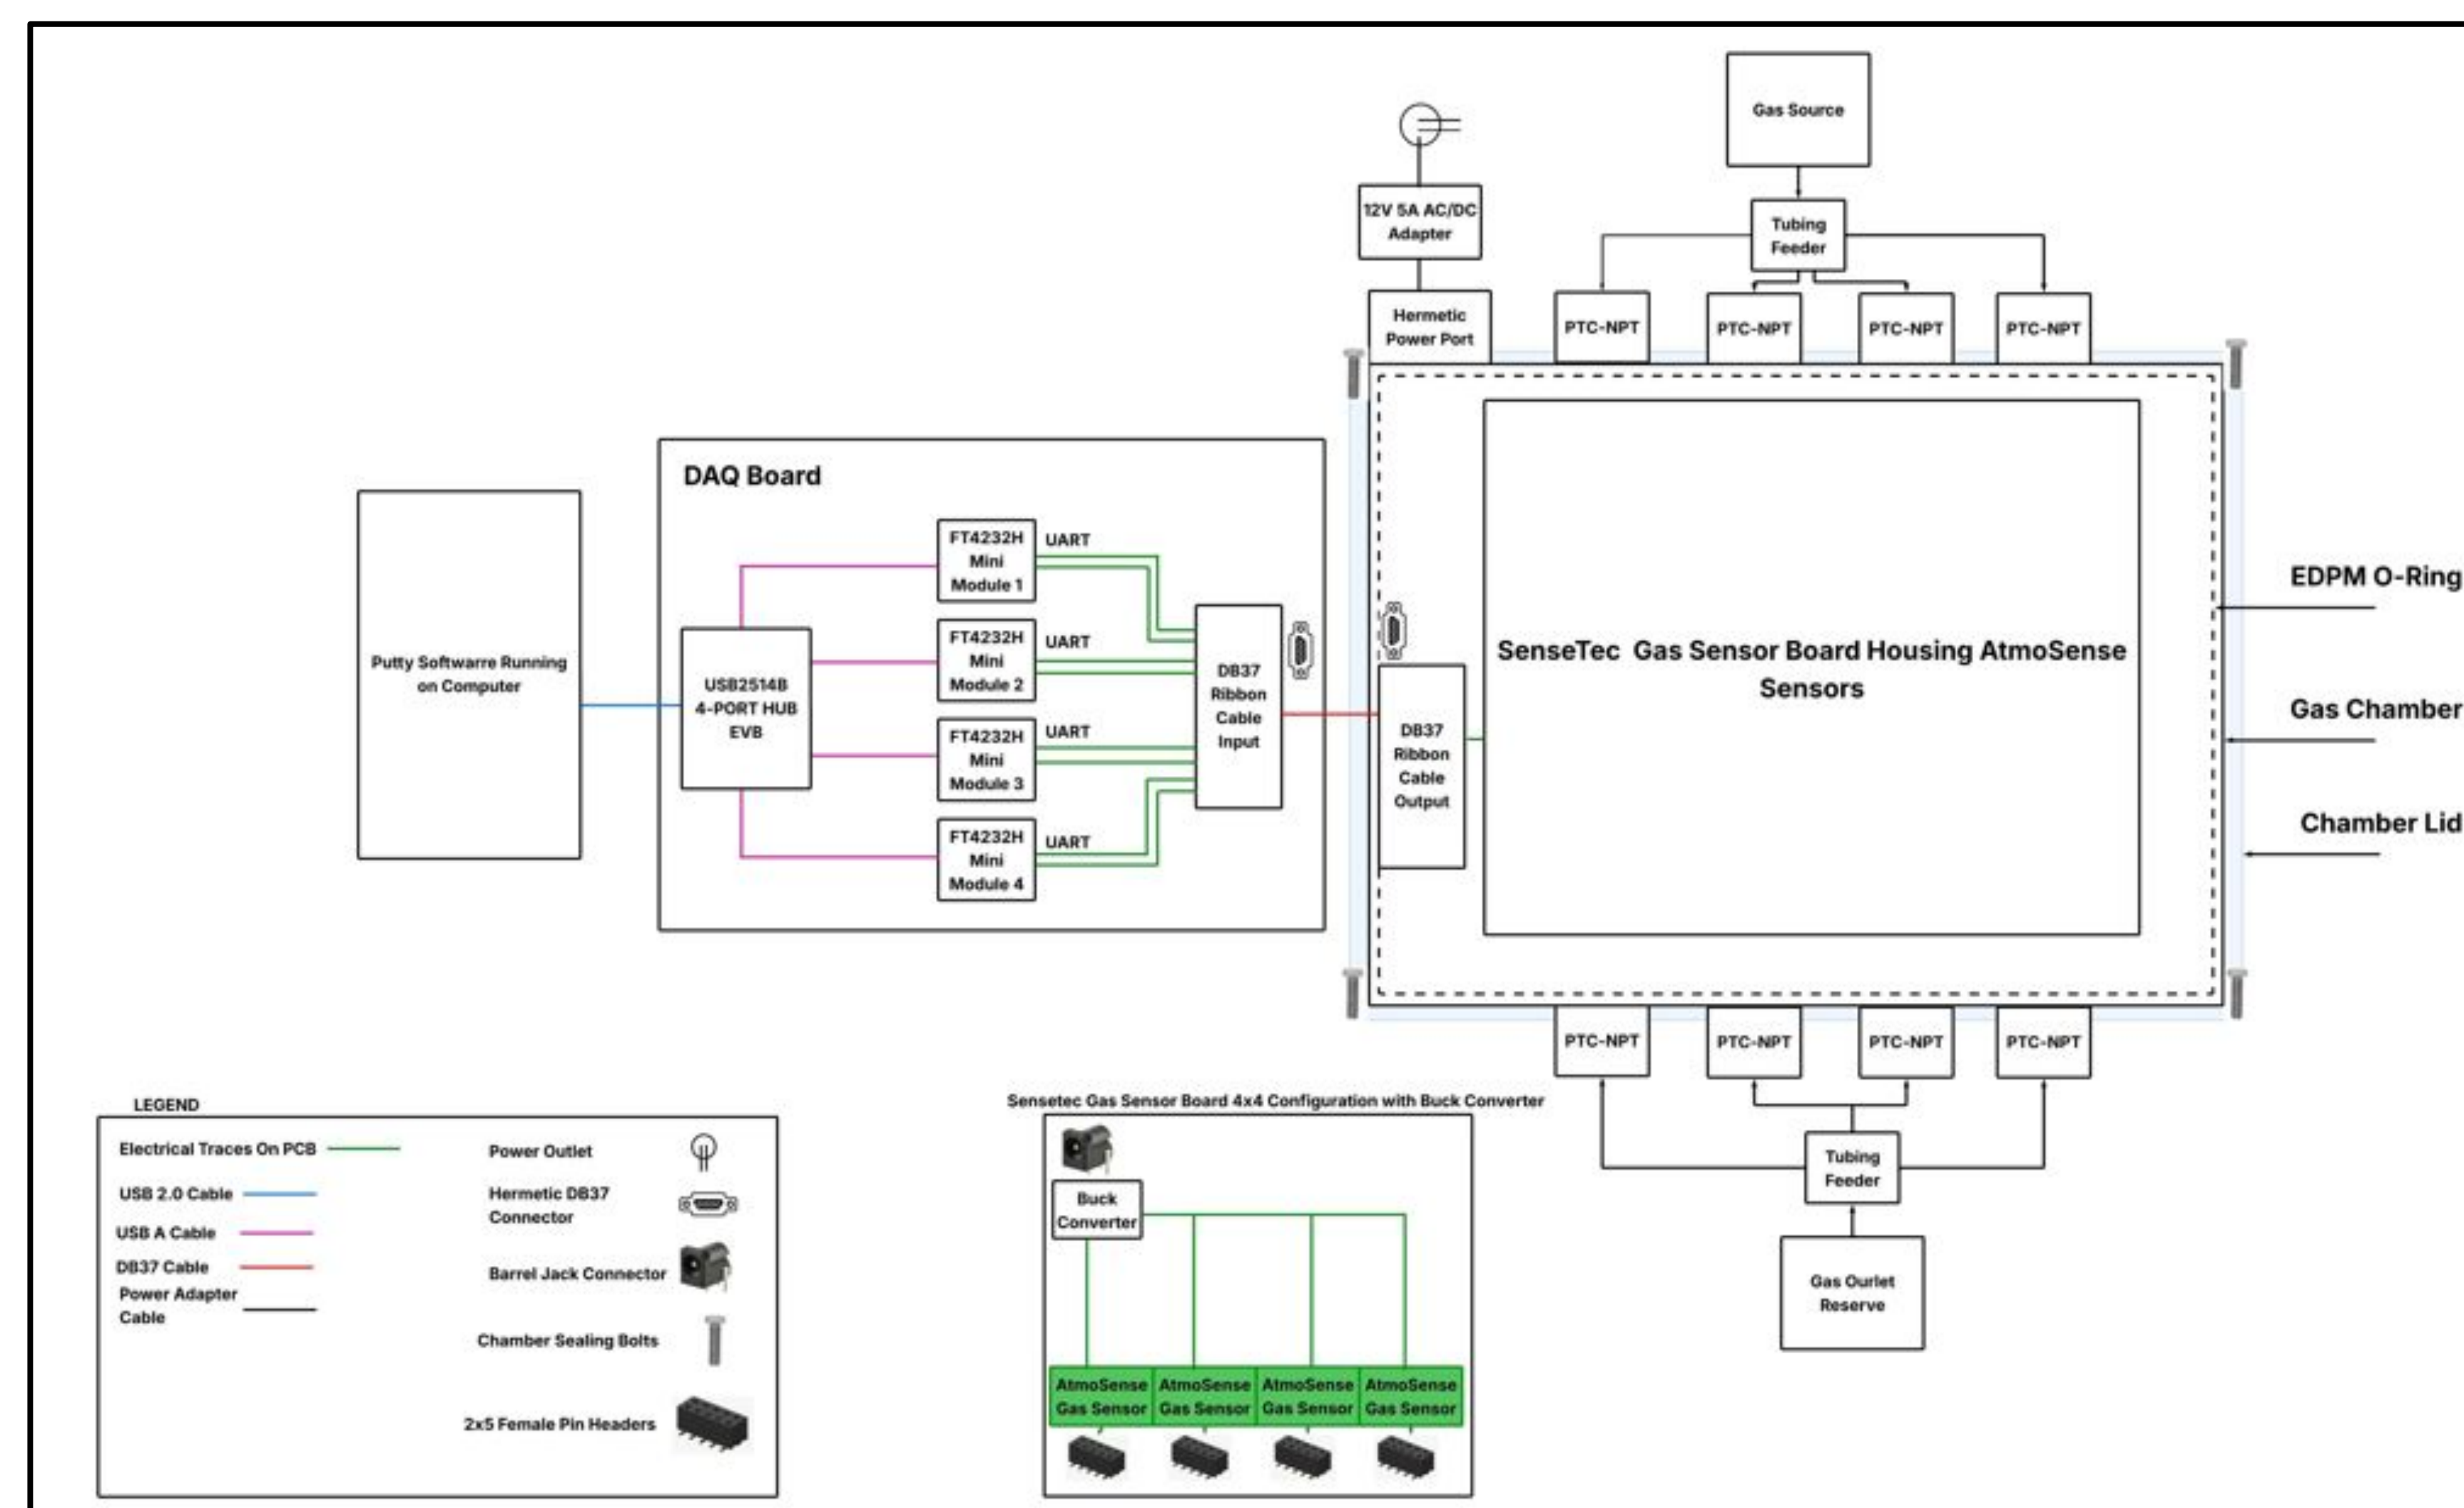 Gas Source
12V 5A AC/DC
Adapter
Tubing
Feeder
Hermetic
Power Port
PTC-NPT
PTC-NPT
PTC-NPT
PTC-NPT
DAQ Board
Putty Softwarre Running
on Computer
USB2514B
4-PORT HUB
EVB
FT4232H
Mini
Module 1
UART
FT4232H
Mini
Module 2
UART
FT4232H
Mini
Module 3
UART
FT4232H
Mini
Module 4
UART
DB37
Ribbon
Cable
Input
DB37
Ribbon
Cable
Output
SenseTec Gas Sensor Board Housing AtmoSense
Sensors
EDPM O-Ring
Gas Chamber
Chamber Lid
PTC-NPT
PTC-NPT
PTC-NPT
PTC-NPT
Tubing
Feeder
Gas Ourlet
Reserve
LEGEND
Electrical Traces On PCB
USB 2.0 Cable
USB A Cable
DB37 Cable
Power Adapter
Cable
Power Outlet
Hermetic DB37
Connector
Barrel Jack Connector
Chamber Sealing Bolts
2x5 Female Pin Headers
Sensetec Gas Sensor Board 4x4 Configuration with Buck Converter
Buck
Converter
AtmoSense
Gas Sensor
AtmoSense
Gas Sensor
AtmoSense
Gas Sensor
AtmoSense
Gas Sensor